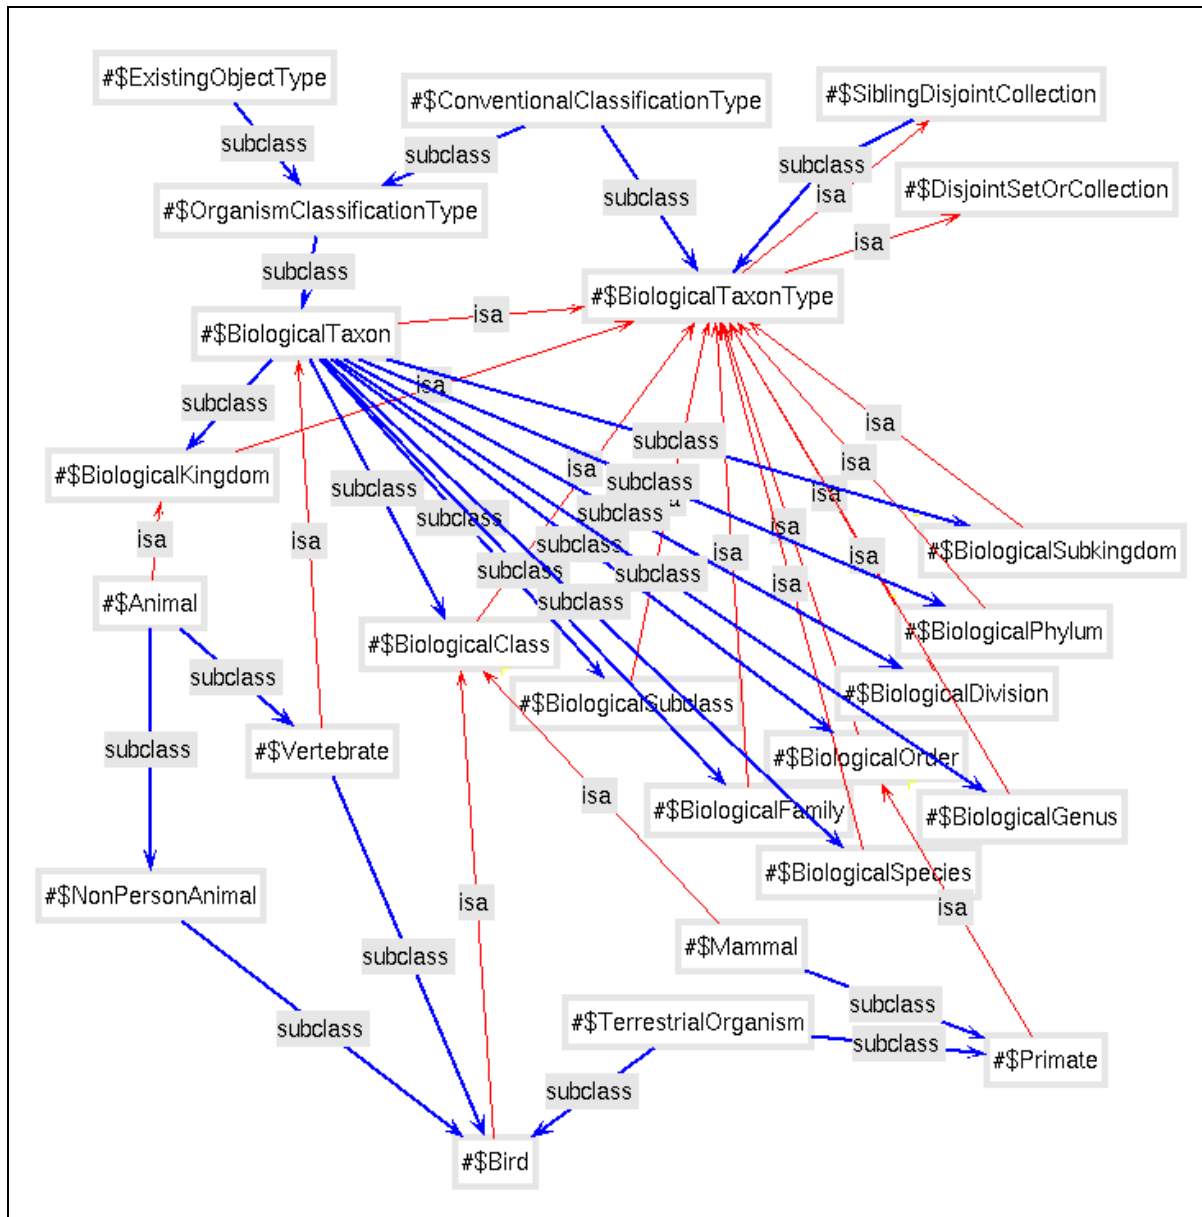 #$ExistingObjectType
#$ConventionalClassificationType
#$SiblingDisjointCollection
subclass
subclass
subclass
#$DisjointSetOrCollection
isa
subclass
#$OrganismClassificationType
isa
subclass
#$BiologicalTaxonType
isa
#$BiologicalTaxon
isa
subclass
isa
subclass
#$BiologicalKingdom
isa
subclass
subclass
isa
isa
subclass
subclass
isa
isa
isa
subclass
subclass
#$BiologicalSubkingdom
isa
isa
subclass
subclass
isa
#$Animal
subclass
#$BiologicalPhylum
#$BiologicalClass
subclass
#$BiologicalDivision
#$BiologicalSubclass
subclass
#$Vertebrate
#$BiologicalOrder
isa
#$BiologicalFamily
#$BiologicalGenus
#$BiologicalSpecies
#$NonPersonAnimal
isa
isa
#$Mammal
subclass
subclass
#$TerrestrialOrganism
subclass
subclass
#$Primate
subclass
#$Bird